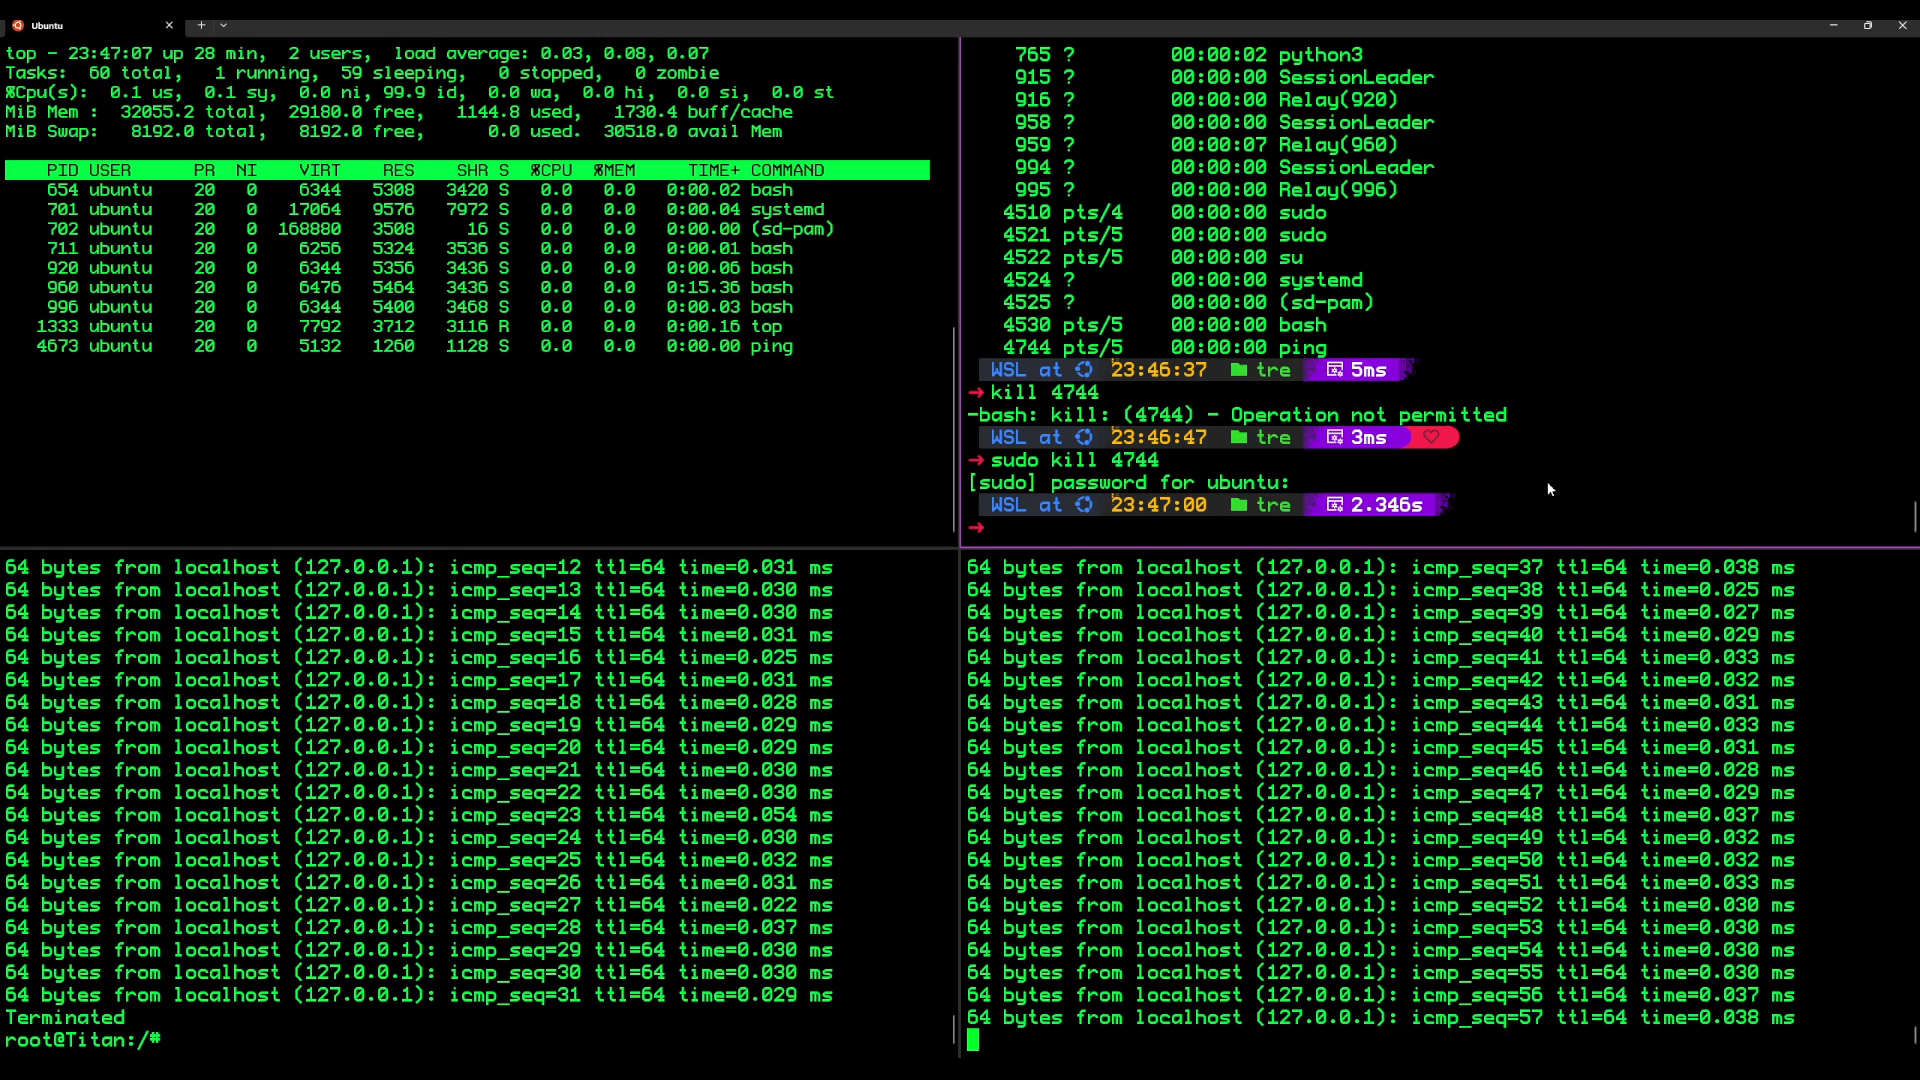 Ubuntu
top - 23:47:07 up 28 min,  2 users,  load average: 0.03, 0.08, 0.07
Tasks:  60 total,   1 running,  59 sleeping,   0 stopped,   0 zombie
%Cpu(s):  0.1 us,  0.1 sy,  0.0 ni, 99.9 id,  0.0 wa,  0.0 hi,  0.0 si,  0.0 st
MiB Mem :  32055.2 total,  29180.0 free,   1144.8 used,   1730.4 buff/cache
MiB Swap:   8192.0 total,   8192.0 free,      0.0 used.  30518.0 avail Mem
PID USER      PR  NI    VIRT    RES    SHR S  %CPU  %MEM     TIME+ COMMAND
654 ubuntu    20   0    6344   5308   3420 S   0.0   0.0   0:00.02 bash
701 ubuntu    20   0   17064   9576   7972 S   0.0   0.0   0:00.04 systemd
702 ubuntu    20   0  168880   3508     16 S   0.0   0.0   0:00.00 (sd-pam)
711 ubuntu    20   0    6256   5324   3536 S   0.0   0.0   0:00.01 bash
920 ubuntu    20   0    6344   5356   3436 S   0.0   0.0   0:00.06 bash
960 ubuntu    20   0    6476   5464   3436 S   0.0   0.0   0:15.36 bash
996 ubuntu    20   0    6344   5400   3468 S   0.0   0.0   0:00.03 bash
1333 ubuntu    20   0    7792   3712   3116 R   0.0   0.0   0:00.16 top
4673 ubuntu    20   0    5132   1260   1128 S   0.0   0.0   0:00.00 ping
765 ?        00:00:02 python3
915 ?        00:00:00 SessionLeader
916 ?        00:00:00 Relay(920)
958 ?        00:00:00 SessionLeader
959 ?        00:00:07 Relay(960)
994 ?        00:00:00 SessionLeader
995 ?        00:00:00 Relay(996)
4510 pts/4    00:00:00 sudo
4521 pts/5    00:00:00 sudo
4522 pts/5    00:00:00 su
4524 ?        00:00:00 systemd
4525 ?        00:00:00 (sd-pam)
4530 pts/5    00:00:00 bash
4744 pts/5    00:00:00 ping
WSL at 23:46:37 tre 5ms
➜ kill 4744
-bash: kill: (4744) - Operation not permitted
WSL at 23:46:47 tre 3ms ♡
➜ sudo kill 4744
[sudo] password for ubuntu:
WSL at 23:47:00 tre 2.346s
➜
64 bytes from localhost (127.0.0.1): icmp_seq=12 ttl=64 time=0.031 ms
64 bytes from localhost (127.0.0.1): icmp_seq=13 ttl=64 time=0.030 ms
64 bytes from localhost (127.0.0.1): icmp_seq=14 ttl=64 time=0.030 ms
64 bytes from localhost (127.0.0.1): icmp_seq=15 ttl=64 time=0.031 ms
64 bytes from localhost (127.0.0.1): icmp_seq=16 ttl=64 time=0.025 ms
64 bytes from localhost (127.0.0.1): icmp_seq=17 ttl=64 time=0.031 ms
64 bytes from localhost (127.0.0.1): icmp_seq=18 ttl=64 time=0.028 ms
64 bytes from localhost (127.0.0.1): icmp_seq=19 ttl=64 time=0.029 ms
64 bytes from localhost (127.0.0.1): icmp_seq=20 ttl=64 time=0.029 ms
64 bytes from localhost (127.0.0.1): icmp_seq=21 ttl=64 time=0.030 ms
64 bytes from localhost (127.0.0.1): icmp_seq=22 ttl=64 time=0.030 ms
64 bytes from localhost (127.0.0.1): icmp_seq=23 ttl=64 time=0.054 ms
64 bytes from localhost (127.0.0.1): icmp_seq=24 ttl=64 time=0.030 ms
64 bytes from localhost (127.0.0.1): icmp_seq=25 ttl=64 time=0.032 ms
64 bytes from localhost (127.0.0.1): icmp_seq=26 ttl=64 time=0.031 ms
64 bytes from localhost (127.0.0.1): icmp_seq=27 ttl=64 time=0.022 ms
64 bytes from localhost (127.0.0.1): icmp_seq=28 ttl=64 time=0.037 ms
64 bytes from localhost (127.0.0.1): icmp_seq=29 ttl=64 time=0.030 ms
64 bytes from localhost (127.0.0.1): icmp_seq=30 ttl=64 time=0.030 ms
64 bytes from localhost (127.0.0.1): icmp_seq=31 ttl=64 time=0.029 ms
Terminated
root@Titan:/#
64 bytes from localhost (127.0.0.1): icmp_seq=37 ttl=64 time=0.038 ms
64 bytes from localhost (127.0.0.1): icmp_seq=38 ttl=64 time=0.025 ms
64 bytes from localhost (127.0.0.1): icmp_seq=39 ttl=64 time=0.027 ms
64 bytes from localhost (127.0.0.1): icmp_seq=40 ttl=64 time=0.029 ms
64 bytes from localhost (127.0.0.1): icmp_seq=41 ttl=64 time=0.033 ms
64 bytes from localhost (127.0.0.1): icmp_seq=42 ttl=64 time=0.032 ms
64 bytes from localhost (127.0.0.1): icmp_seq=43 ttl=64 time=0.031 ms
64 bytes from localhost (127.0.0.1): icmp_seq=44 ttl=64 time=0.033 ms
64 bytes from localhost (127.0.0.1): icmp_seq=45 ttl=64 time=0.031 ms
64 bytes from localhost (127.0.0.1): icmp_seq=46 ttl=64 time=0.028 ms
64 bytes from localhost (127.0.0.1): icmp_seq=47 ttl=64 time=0.029 ms
64 bytes from localhost (127.0.0.1): icmp_seq=48 ttl=64 time=0.037 ms
64 bytes from localhost (127.0.0.1): icmp_seq=49 ttl=64 time=0.032 ms
64 bytes from localhost (127.0.0.1): icmp_seq=50 ttl=64 time=0.032 ms
64 bytes from localhost (127.0.0.1): icmp_seq=51 ttl=64 time=0.033 ms
64 bytes from localhost (127.0.0.1): icmp_seq=52 ttl=64 time=0.030 ms
64 bytes from localhost (127.0.0.1): icmp_seq=53 ttl=64 time=0.030 ms
64 bytes from localhost (127.0.0.1): icmp_seq=54 ttl=64 time=0.030 ms
64 bytes from localhost (127.0.0.1): icmp_seq=55 ttl=64 time=0.030 ms
64 bytes from localhost (127.0.0.1): icmp_seq=56 ttl=64 time=0.037 ms
64 bytes from localhost (127.0.0.1): icmp_seq=57 ttl=64 time=0.038 ms